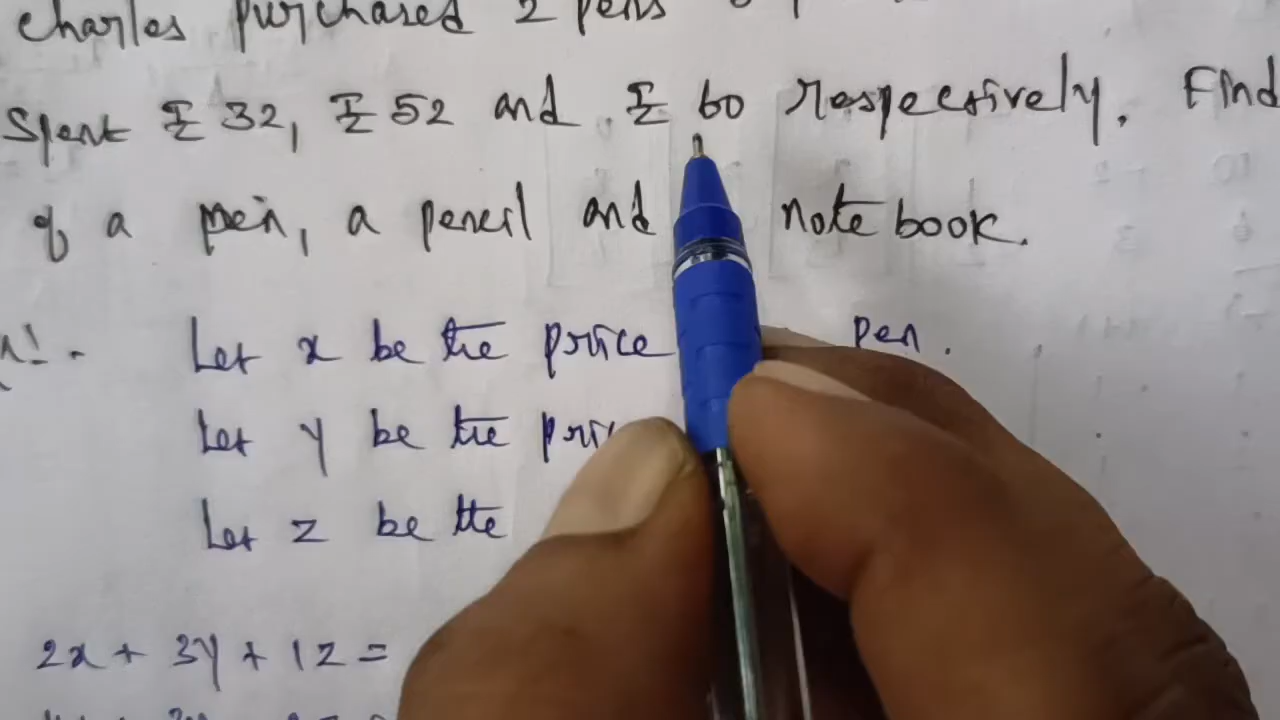 Charles purchased 2 pens
Spent ₹ 32, ₹ 52 and ₹ 60 respectively. Find
of a pen, a pencil and note book.
Let x be the price pen.
Let y be the
Let z be the
2x + 3y + 1z =